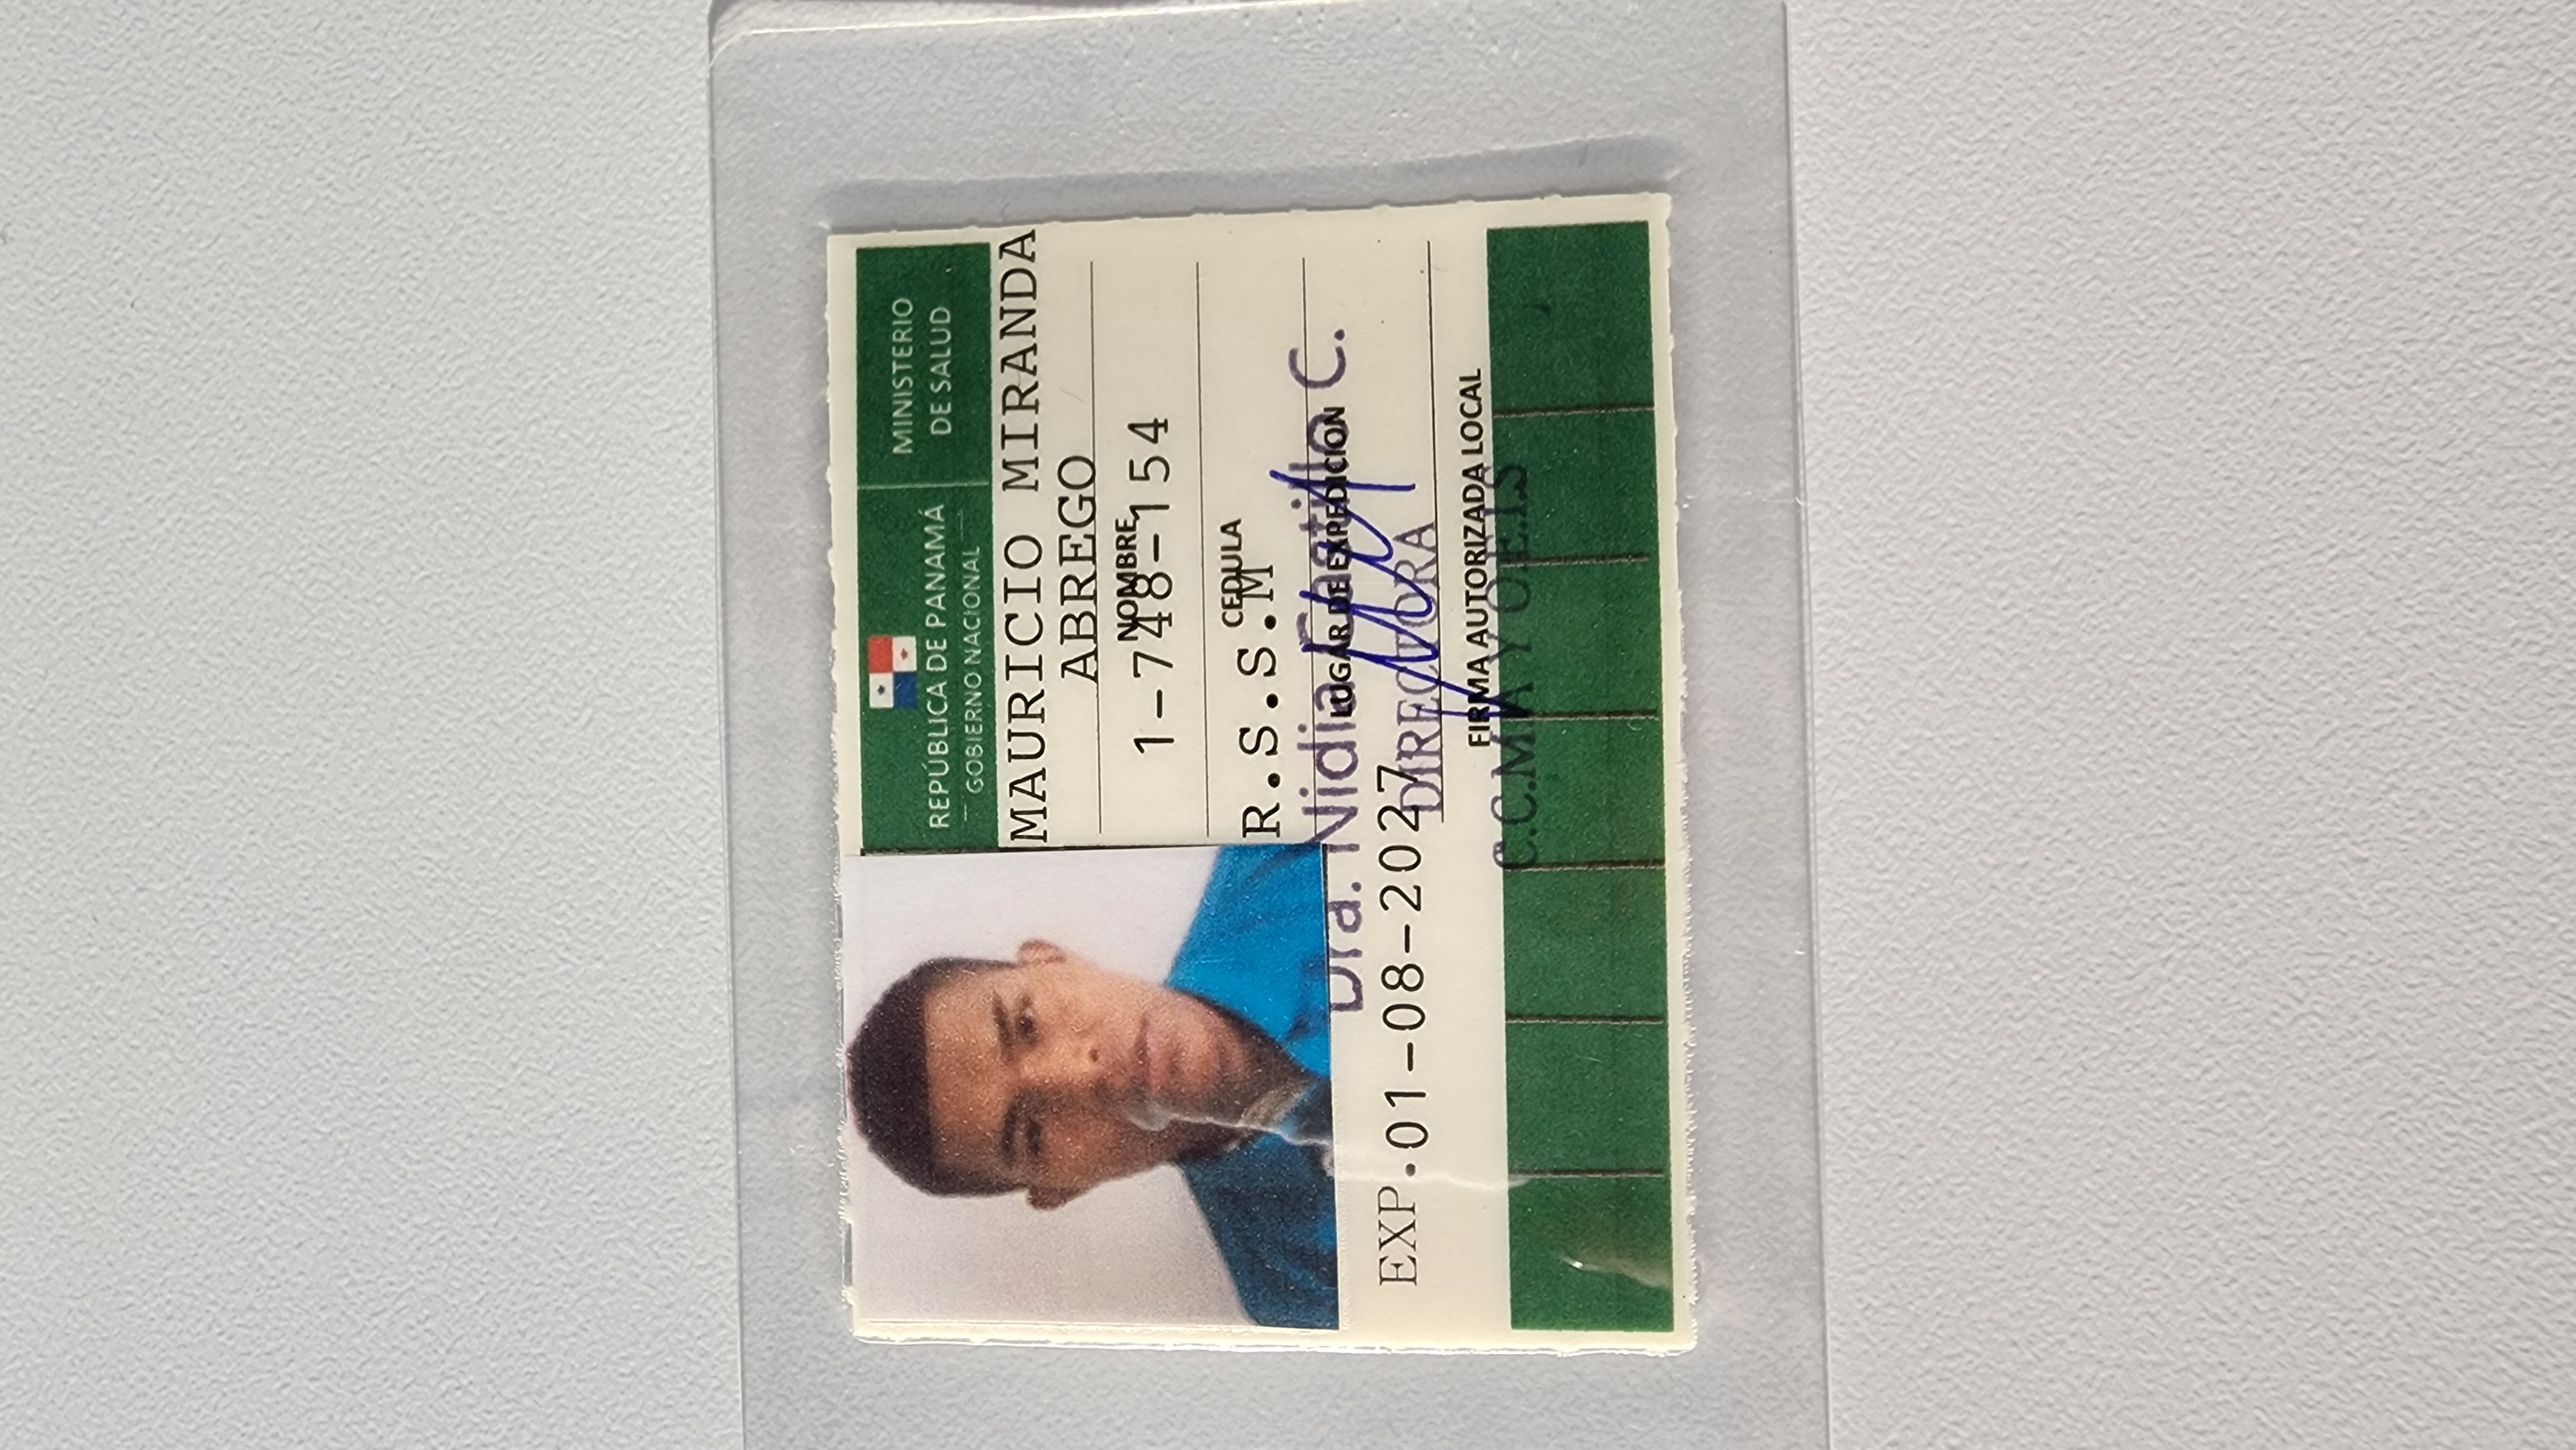 REPÚBLICA DE PANAMÁ
GOBIERNO NACIONAL
MINISTERIO
DE SALUD
MAURICIO MIRANDA
ABREGO
NOMBRE
1-748-154
CEDULA
R.S.S.M
LUGAR DE EXPEDICION
Dra. Nidia Castillo C.
EXP.01-08-2027
DIRECTORA
FIRMA AUTORIZADA LOCAL
C.C.M.A Y O.E.I.S